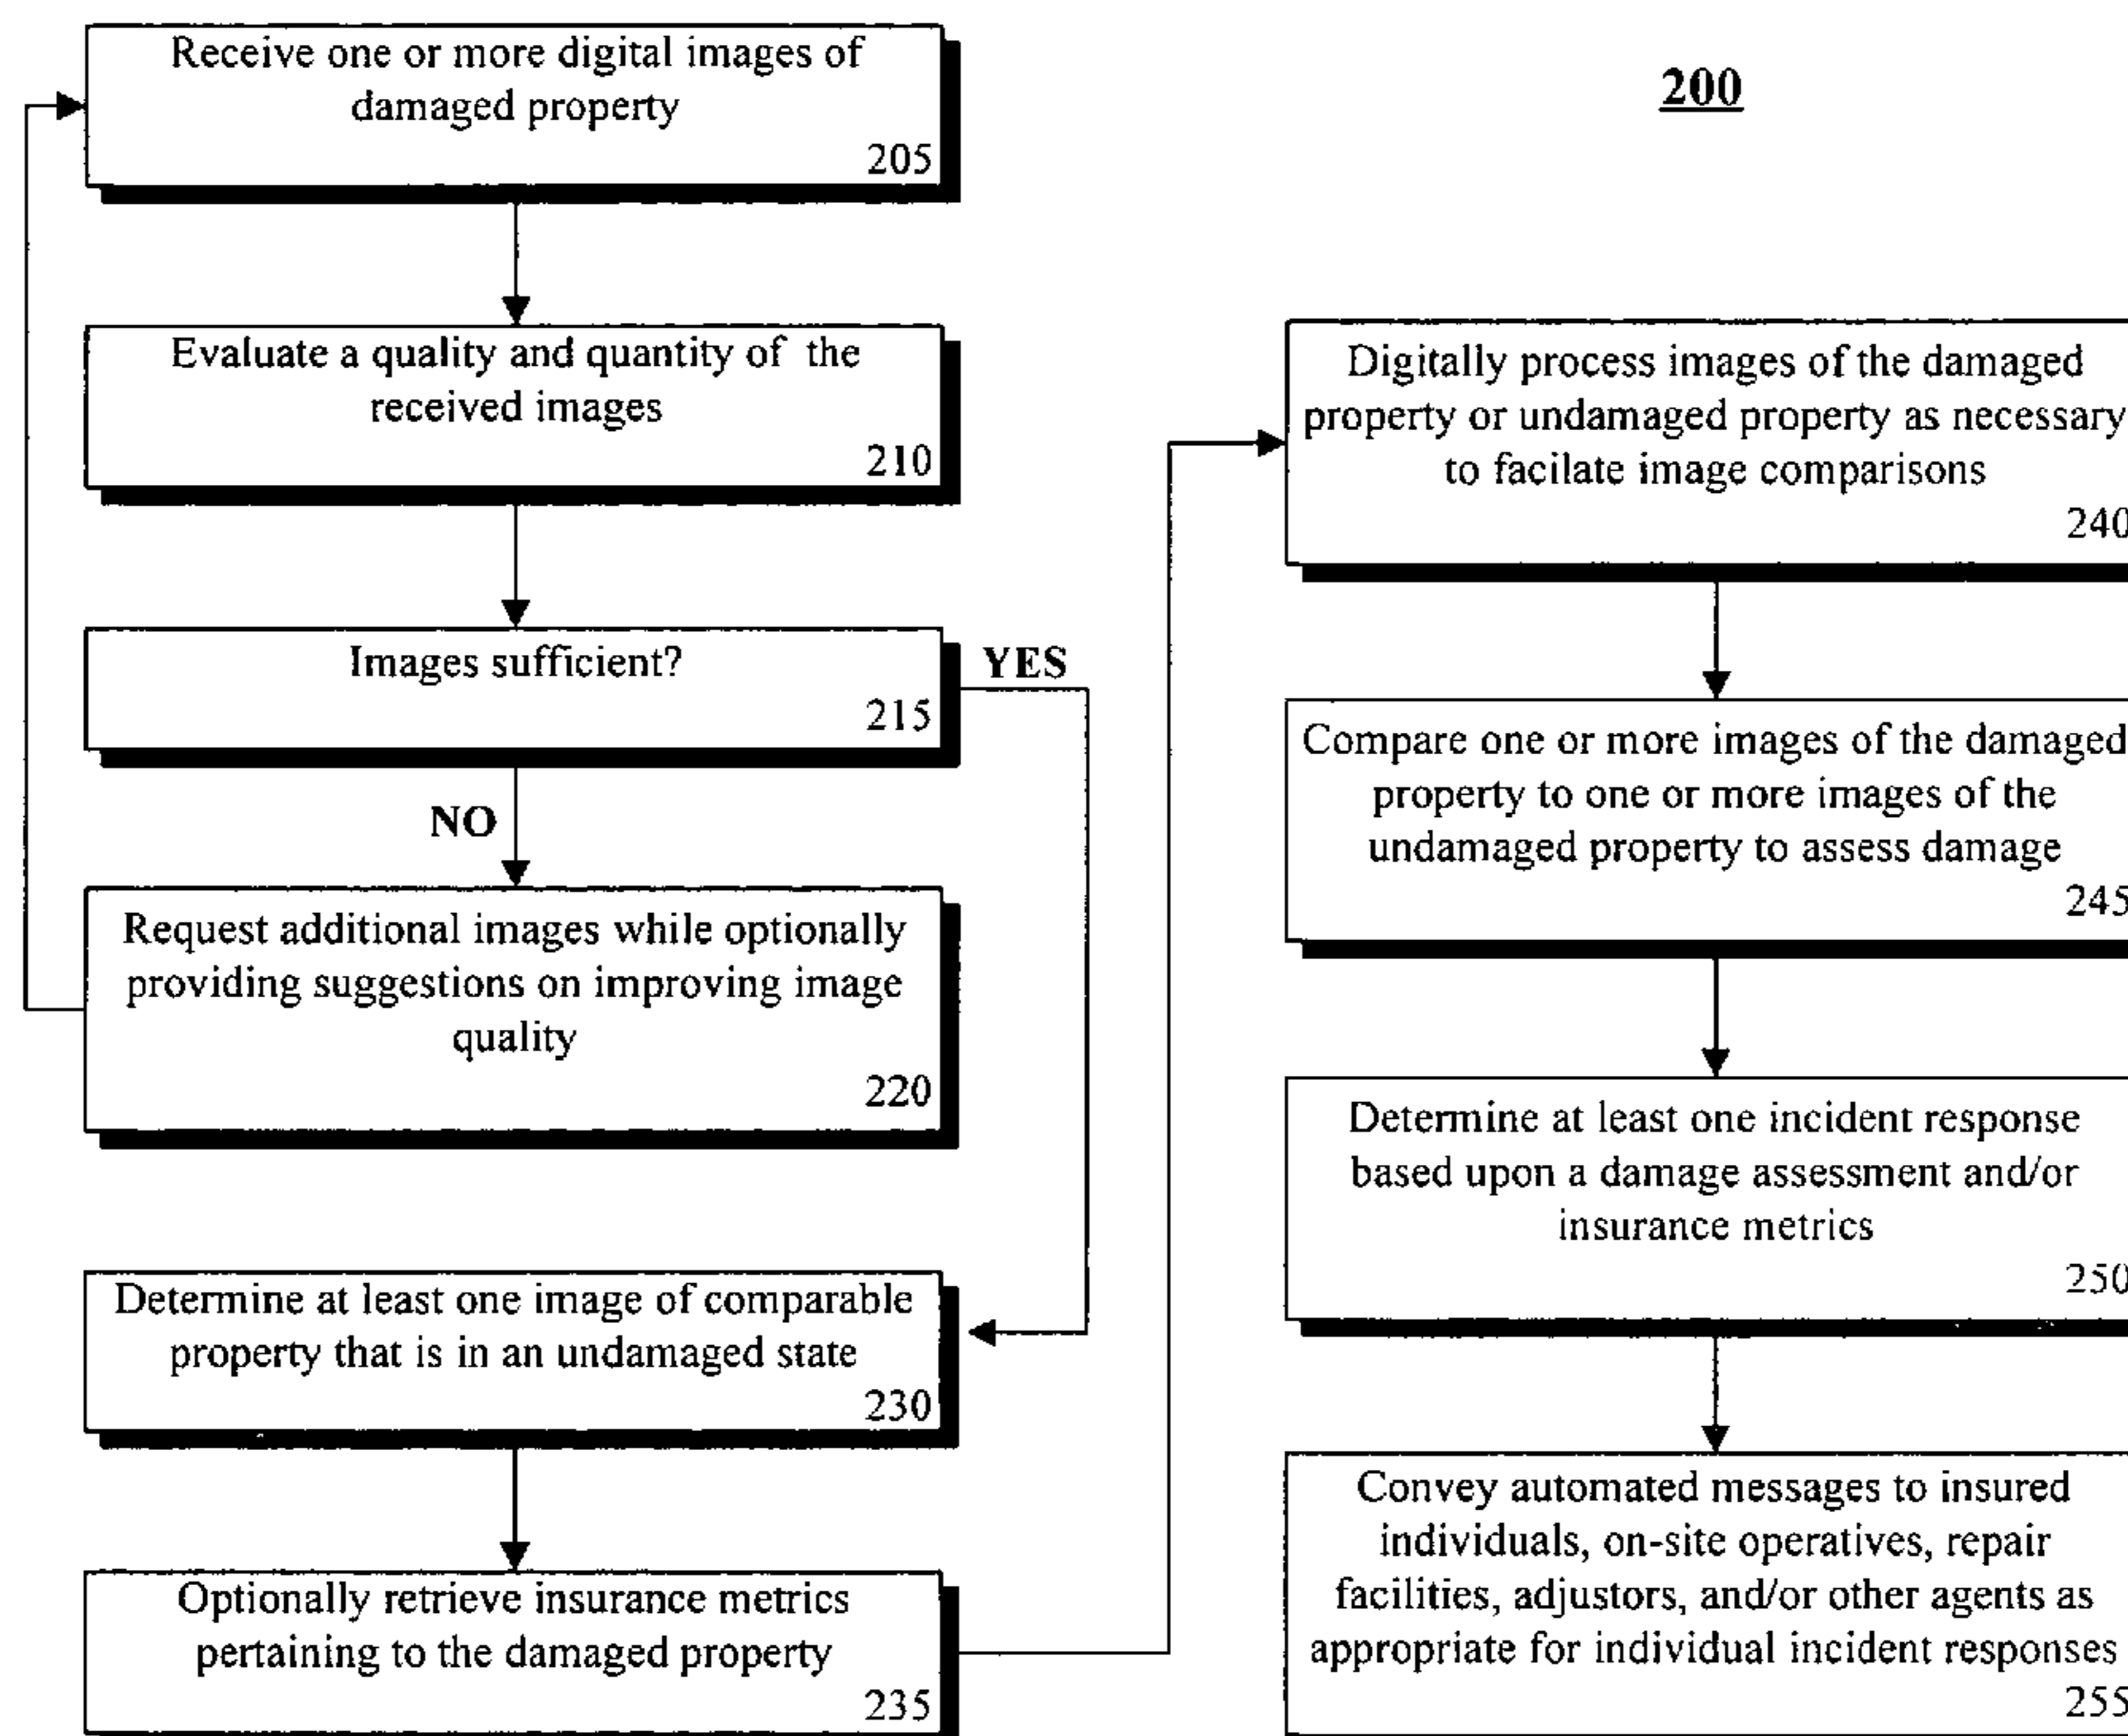 200
Receive one or more digital images of
damaged property
205
Evaluate a quality and quantity of the
received images
210
Images sufficient?
215
YES
NO
Request additional images while optionally
providing suggestions on improving image
quality
220
Determine at least one image of comparable
property that is in an undamaged state
230
Optionally retrieve insurance metrics
pertaining to the damaged property
235
Digitally process images of the damaged
property or undamaged property as necessary
to facilate image comparisons
240
Compare one or more images of the damaged
property to one or more images of the
undamaged property to assess damage
245
Determine at least one incident response
based upon a damage assessment and/or
insurance metrics
250
Convey automated messages to insured
individuals, on-site operatives, repair
facilities, adjustors, and/or other agents as
appropriate for individual incident responses
255